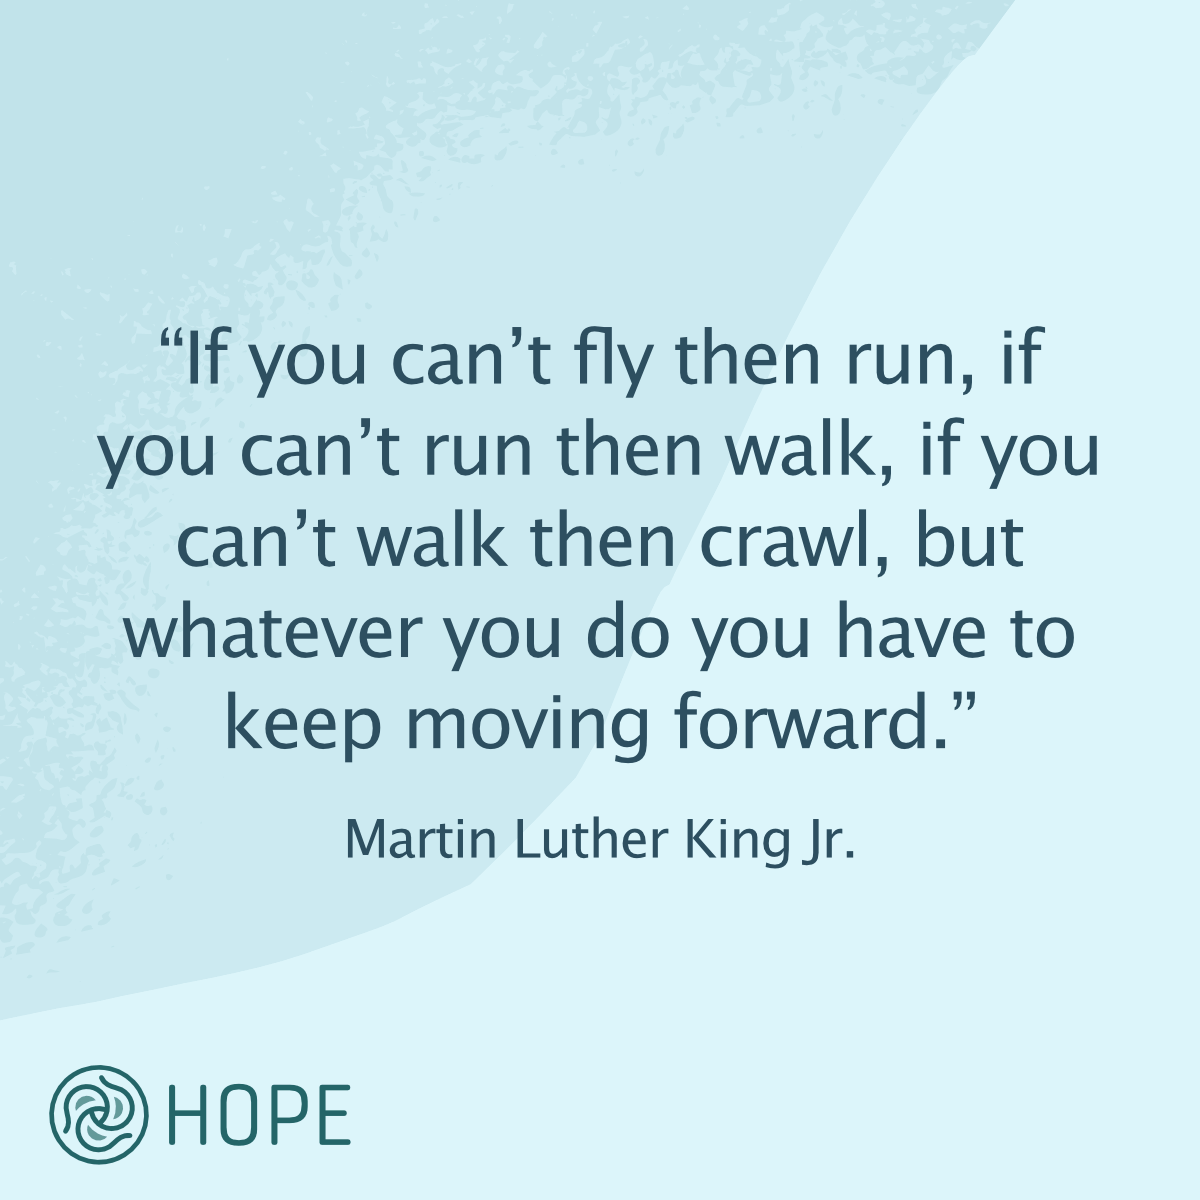 “If you can’t fly then run, if
you can’t run then walk, if you
can’t walk then crawl, but
whatever you do you have to
keep moving forward.”
Martin Luther King Jr.
HOPE